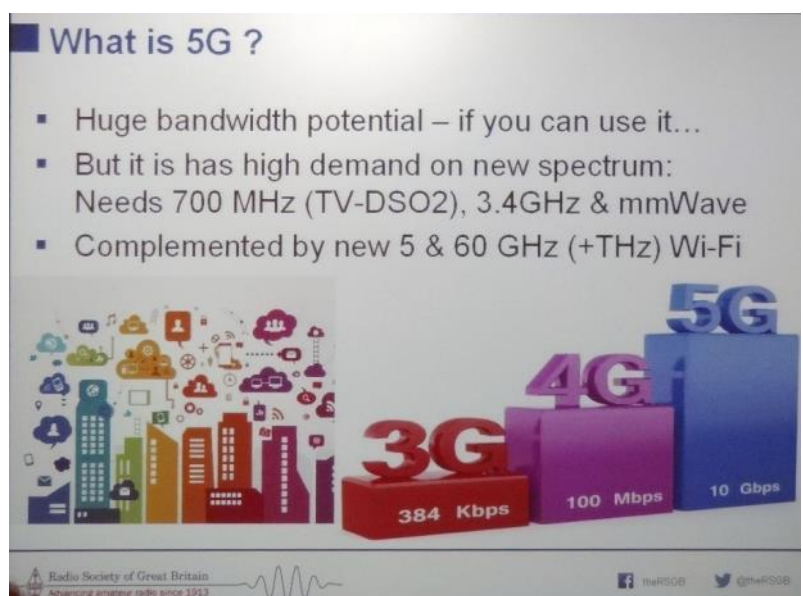 What is 5G ?
Huge bandwidth potential – if you can use it...
But it is has high demand on new spectrum:
Needs 700 MHz (TV-DSO2), 3.4GHz & mmWave
Complemented by new 5 & 60 GHz (+THz) Wi-Fi
5G
4G
3G
10 Gbps
100 Mbps
384 Kbps
Radio Society of Great Britain
Advancing amateur radio since 1913
theRSGB
@theRSGB